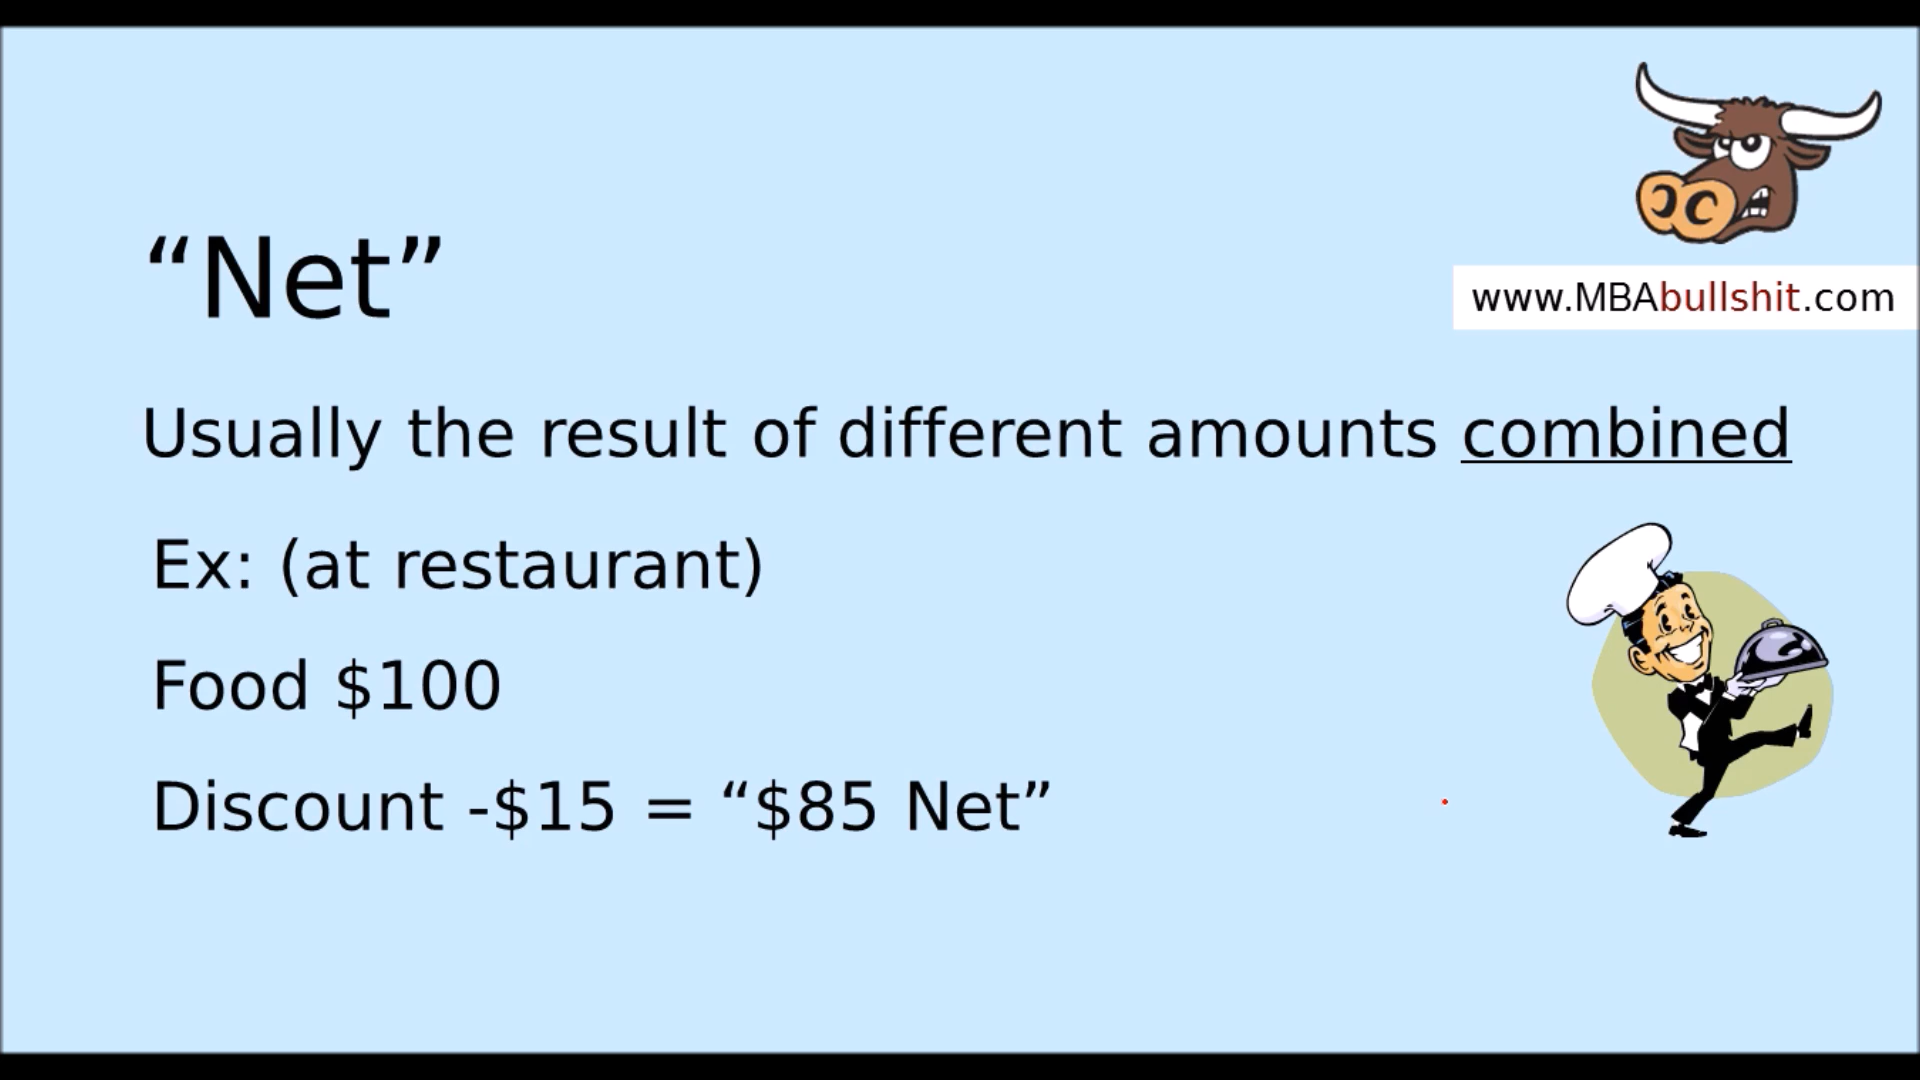 “Net”
www.MBAbullshit.com
Usually the result of different amounts combined
Ex: (at restaurant)
Food $100
Discount -$15 = “$85 Net”